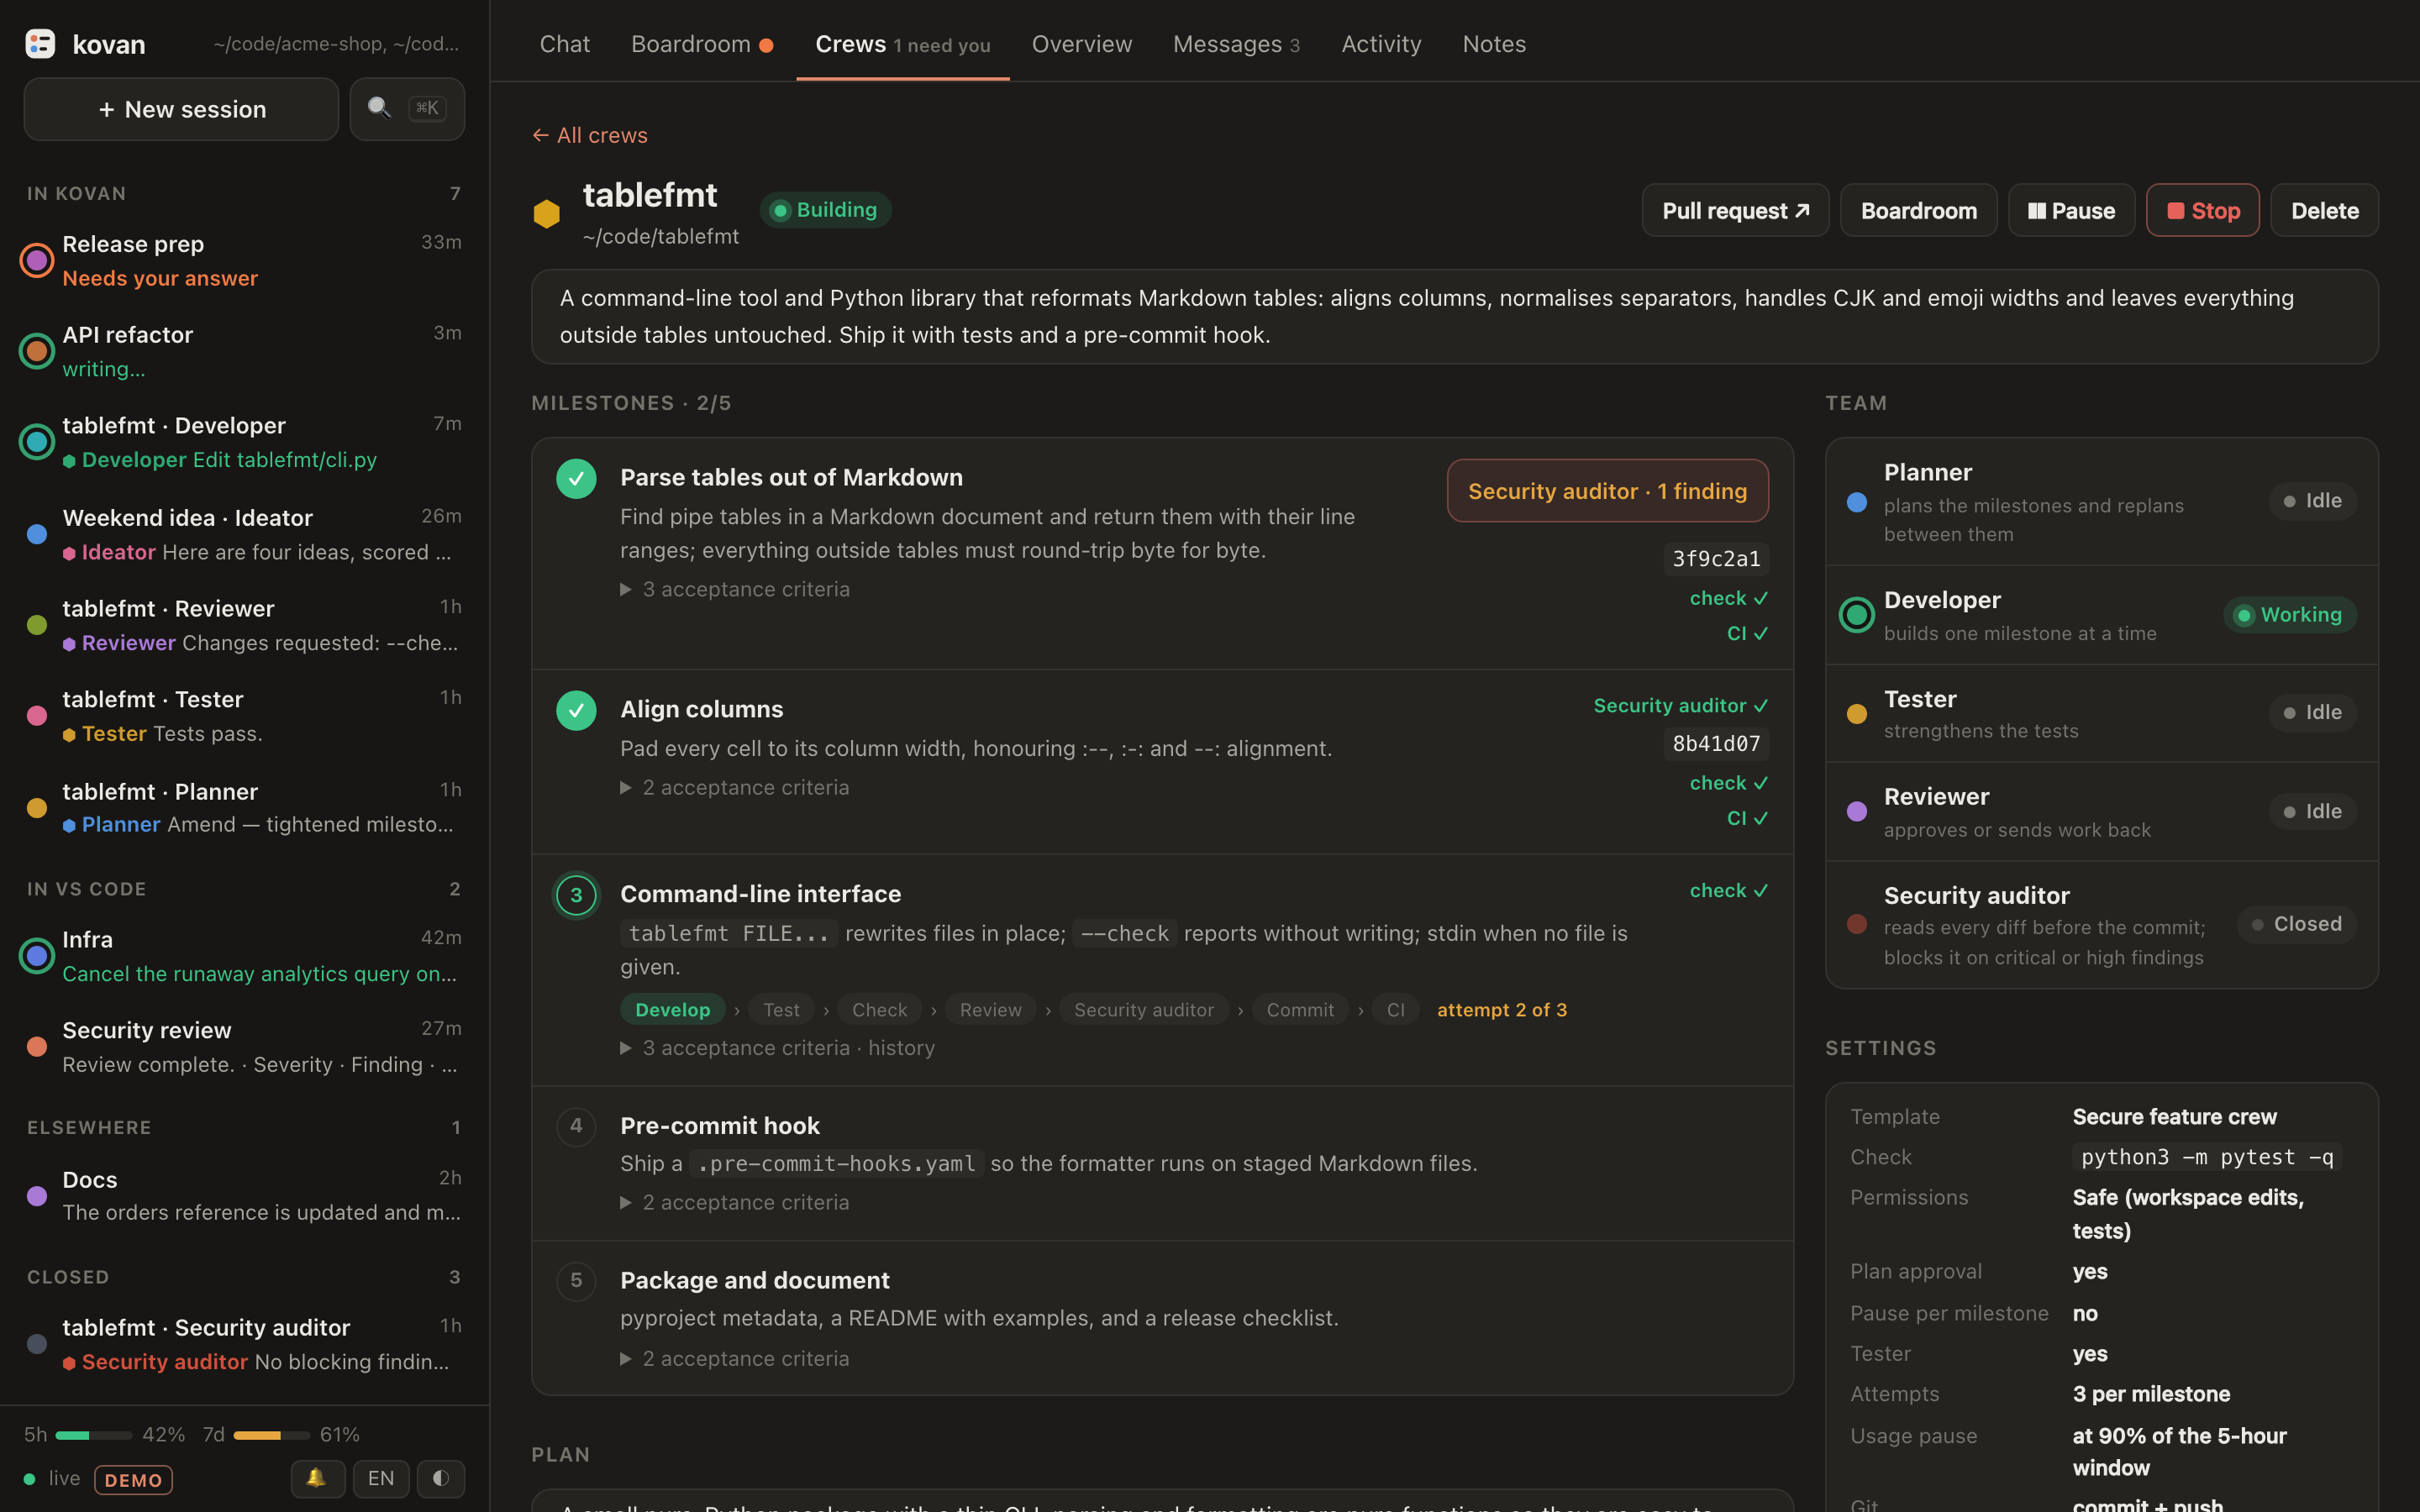 kovan
~/code/acme-shop, ~/cod...
+ New session
⌘K
IN KOVAN 7
Release prep 33m
Needs your answer
API refactor 3m
writing...
tablefmt · Developer 7m
Developer Edit tablefmt/cli.py
Weekend idea · Ideator 26m
Ideator Here are four ideas, scored ...
tablefmt · Reviewer 1h
Reviewer Changes requested: --che...
tablefmt · Tester 1h
Tester Tests pass.
tablefmt · Planner 1h
Planner Amend — tightened milesto...
IN VS CODE 2
Infra 42m
Cancel the runaway analytics query on...
Security review 27m
Review complete. · Severity · Finding · ...
ELSEWHERE 1
Docs 2h
The orders reference is updated and m...
CLOSED 3
tablefmt · Security auditor 1h
Security auditor No blocking findin...
5h 42% 7d 61%
live DEMO EN
Chat Boardroom Crews 1 need you Overview Messages 3 Activity Notes
← All crews
tablefmt
~/code/tablefmt
Building
Pull request ↗ Boardroom Pause Stop Delete
A command-line tool and Python library that reformats Markdown tables: aligns columns, normalises separators, handles CJK and emoji widths and leaves everything
outside tables untouched. Ship it with tests and a pre-commit hook.
MILESTONES · 2/5
✓ Parse tables out of Markdown
Find pipe tables in a Markdown document and return them with their line
ranges; everything outside tables must round-trip byte for byte.
▶ 3 acceptance criteria
Security auditor · 1 finding
3f9c2a1
check ✓
CI ✓
✓ Align columns
Pad every cell to its column width, honouring :--, :-: and --: alignment.
▶ 2 acceptance criteria
Security auditor ✓
8b41d07
check ✓
CI ✓
3 Command-line interface
check ✓
tablefmt FILE... rewrites files in place; --check reports without writing; stdin when no file is
given.
Develop › Test › Check › Review › Security auditor › Commit › CI attempt 2 of 3
▶ 3 acceptance criteria · history
4 Pre-commit hook
Ship a .pre-commit-hooks.yaml so the formatter runs on staged Markdown files.
▶ 2 acceptance criteria
5 Package and document
pyproject metadata, a README with examples, and a release checklist.
▶ 2 acceptance criteria
PLAN
A small pure-Python package with a thin CLI: parsing and formatting are pure functions so they are easy to
TEAM
Planner
plans the milestones and replans
between them
Idle
Developer
builds one milestone at a time
Working
Tester
strengthens the tests
Idle
Reviewer
approves or sends work back
Idle
Security auditor
reads every diff before the commit;
blocks it on critical or high findings
Closed
SETTINGS
Template Secure feature crew
Check python3 -m pytest -q
Permissions Safe (workspace edits,
tests)
Plan approval yes
Pause per milestone no
Tester yes
Attempts 3 per milestone
Usage pause at 90% of the 5-hour
window
Git commit + push